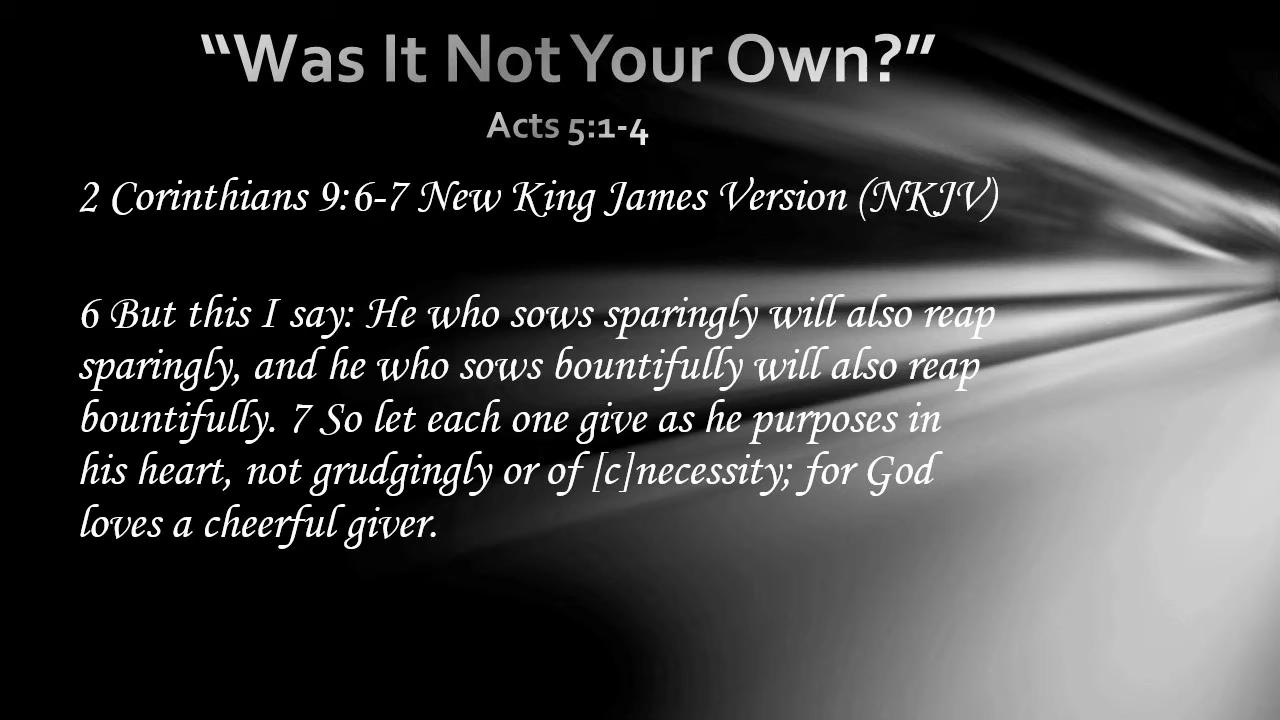 “Was It Not Your Own?”
Acts 5:1-4
2 Corinthians 9:6-7 New King James Version (NKJV)
6 But this I say: He who sows sparingly will also reap
sparingly, and he who sows bountifully will also reap
bountifully. 7 So let each one give as he purposes in
his heart, not grudgingly or of [c]necessity; for God
loves a cheerful giver.